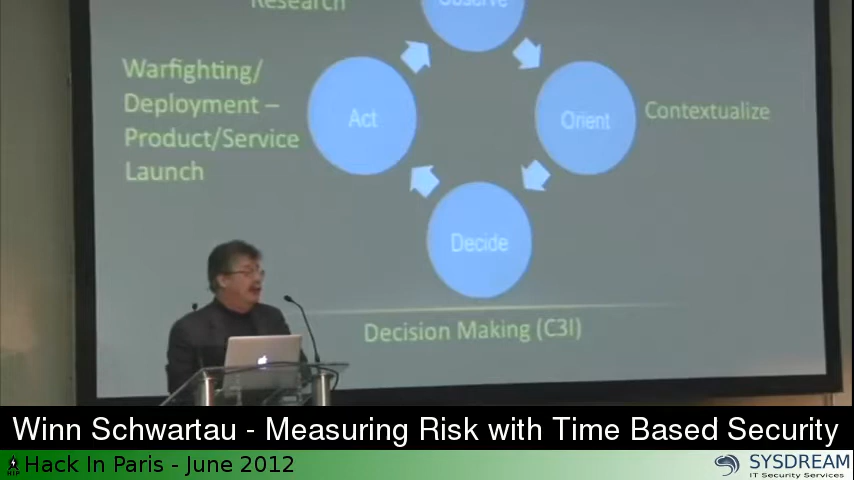 Research
Observe
Warfighting/
Deployment –
Product/Service
Launch
Act
Orient
Contextualize
Decide
Decision Making (C3I)
Winn Schwartau - Measuring Risk with Time Based Security
Hack In Paris - June 2012
SYSDREAM
IT Security Services